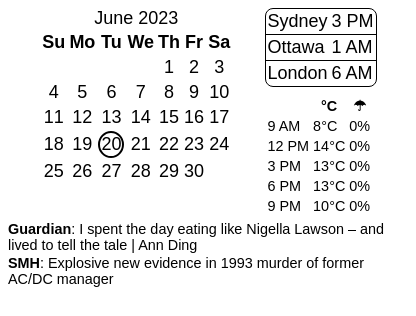 June 2023
Su Mo Tu We Th Fr Sa
1 2 3
4 5 6 7 8 9 10
11 12 13 14 15 16 17
18 19 20 21 22 23 24
25 26 27 28 29 30
Sydney 3 PM
Ottawa 1 AM
London 6 AM
°C ☂
9 AM 8°C 0%
12 PM 14°C 0%
3 PM 13°C 0%
6 PM 13°C 0%
9 PM 10°C 0%
Guardian: I spent the day eating like Nigella Lawson – and
lived to tell the tale | Ann Ding
SMH: Explosive new evidence in 1993 murder of former
AC/DC manager